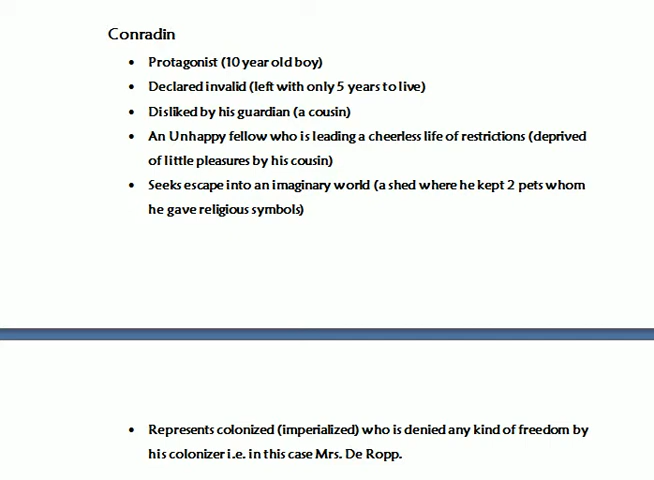 Conradin
• Protagonist (10 year old boy)
• Declared invalid (left with only 5 years to live)
• Disliked by his guardian (a cousin)
• An Unhappy fellow who is leading a cheerless life of restrictions (deprived
of little pleasures by his cousin)
• Seeks escape into an imaginary world (a shed where he kept 2 pets whom
he gave religious symbols)
• Represents colonized (imperialized) who is denied any kind of freedom by
his colonizer i.e. in this case Mrs. De Ropp.